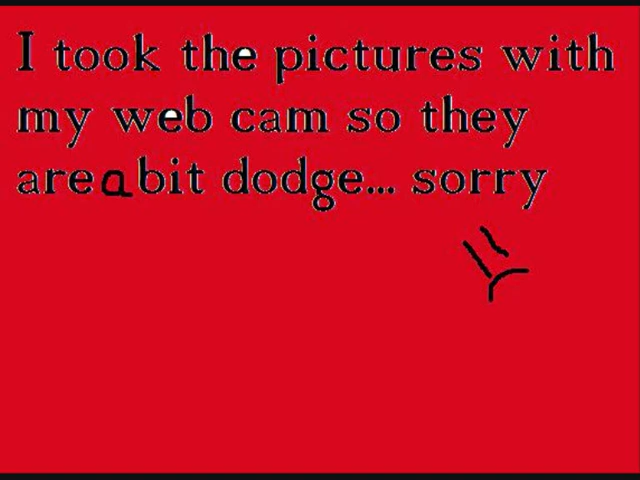 I took the pictures with
my web cam so they
are a bit dodge... sorry